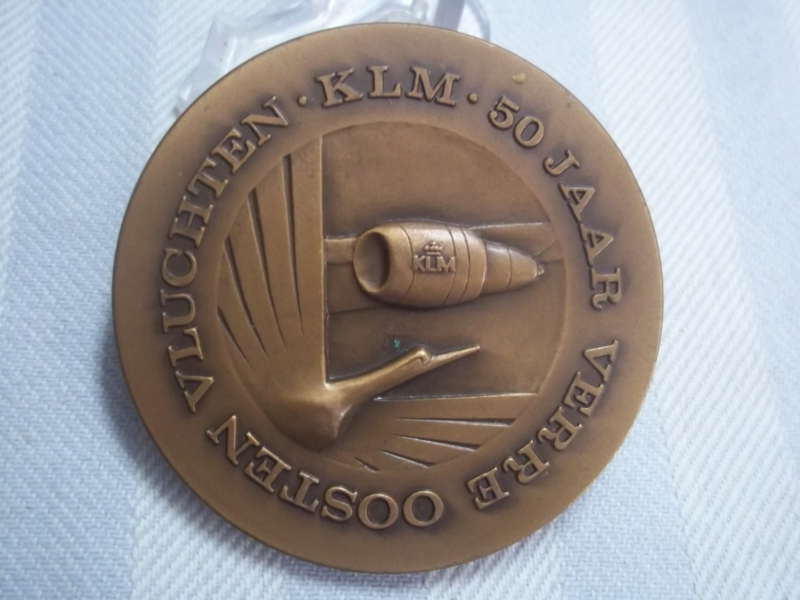 KLM · 50 JAAR VERRE OOSTEN VLUCHTEN ·
KLM